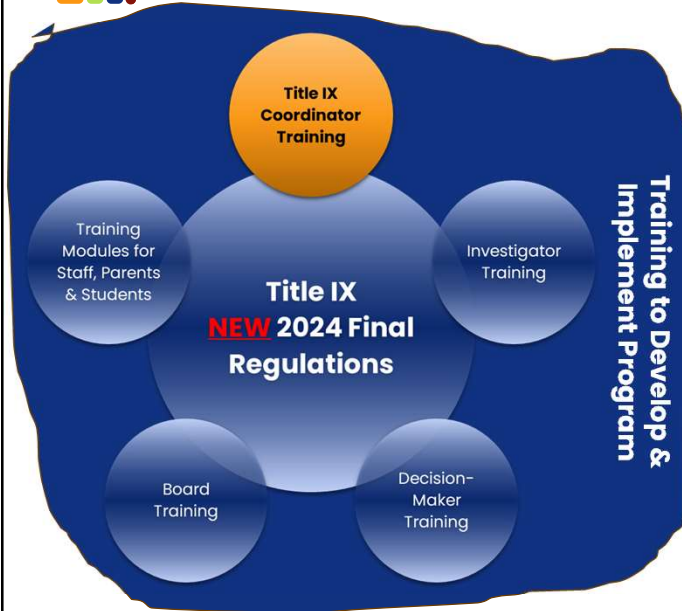 Title IX
Coordinator
Training
Training
Modules for
Staff, Parents
& Students
Investigator
Training
Title IX
NEW 2024 Final
Regulations
Board
Training
Decision-
Maker
Training
Training to Develop &
Implement Program